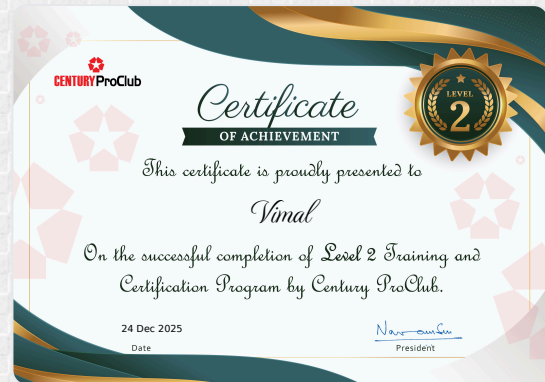 CENTURY ProClub
Certificate
OF ACHIEVEMENT
LEVEL
2
This certificate is proudly presented to
Vimal
On the successful completion of Level 2 Training and
Certification Program by Century ProClub.
24 Dec 2025
Date
President